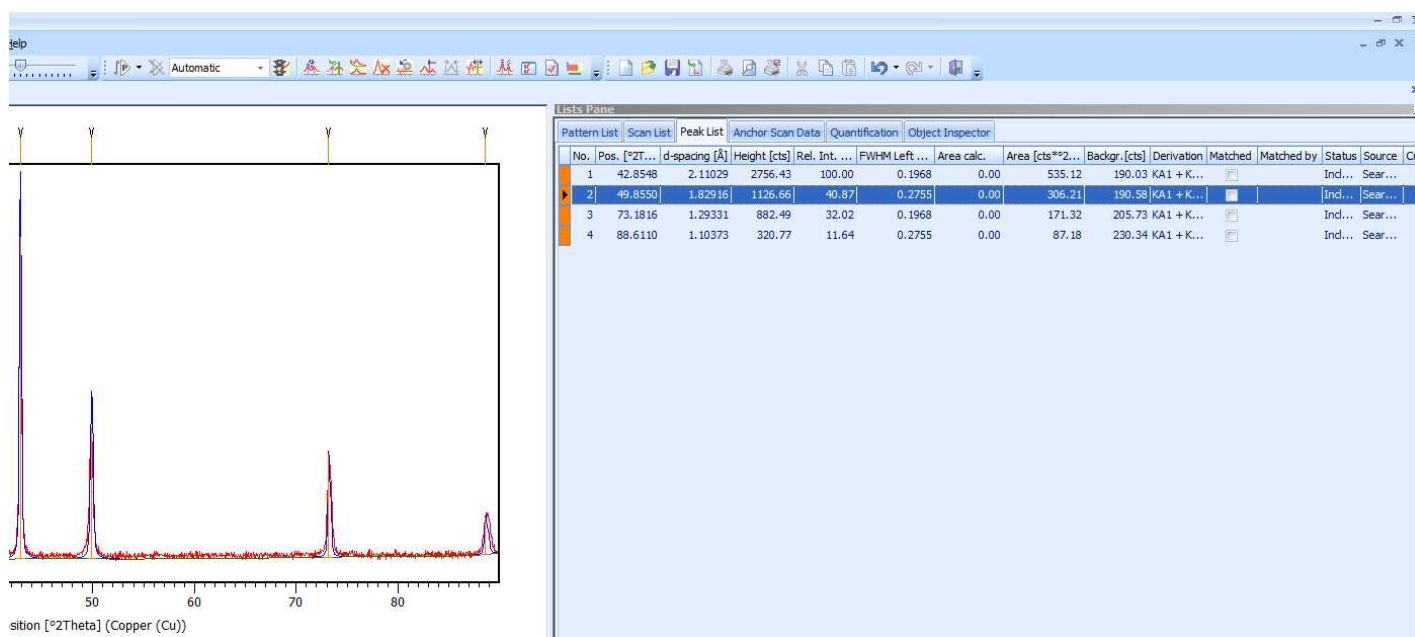 Help
Automatic
Lists Pane
Pattern List Scan List Peak List Anchor Scan Data Quantification Object Inspector
No. Pos. [°2T... d-spacing [Å] Height [cts] Rel. Int. ... FWHM Left ... Area calc. Area [cts*°2... Backgr.[cts] Derivation Matched Matched by Status Source
1 42.8548 2.11029 2756.43 100.00 0.1968 0.00 535.12 190.03 KA1 + K... Incl... Sear...
2 49.8550 1.82916 1126.66 40.87 0.2755 0.00 306.21 190.58 KA1 + K... Incl... Sear...
3 73.1816 1.29331 882.49 32.02 0.1968 0.00 171.32 205.73 KA1 + K... Incl... Sear...
4 88.6110 1.10373 320.77 11.64 0.2755 0.00 87.18 230.34 KA1 + K... Incl... Sear...
50 60 70 80
sition [°2Theta] (Copper (Cu))